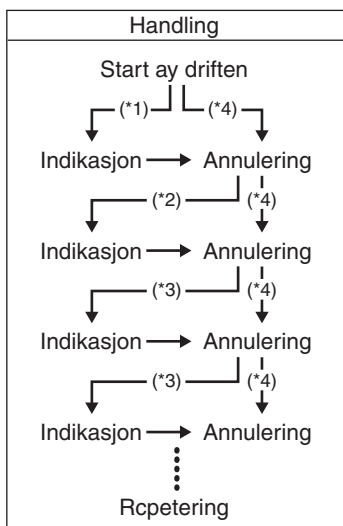 Handling
Start ay driften
(*1) (*4)
Indikasjon Annulering
(*2) (*4)
Indikasjon Annulering
(*3) (*4)
Indikasjon Annulering
(*3) (*4)
Indikasjon Annulering
Rcpetering